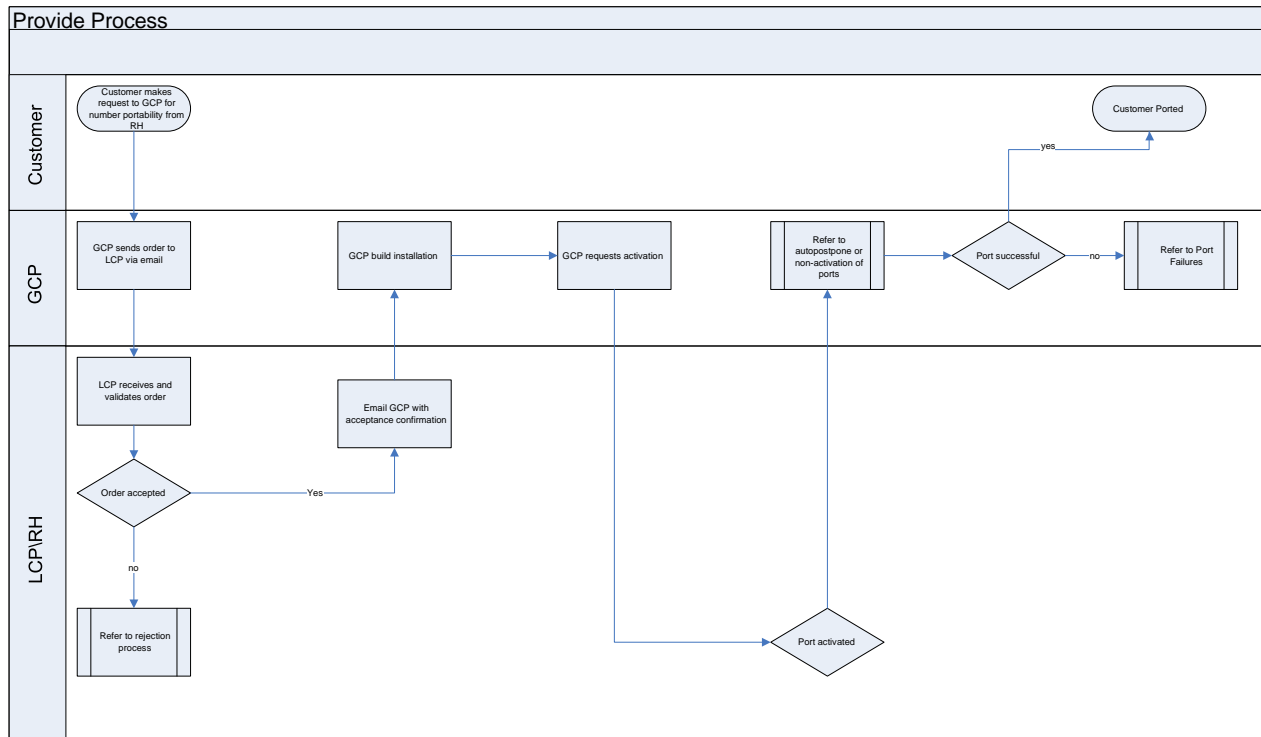 Provide Process
Customer
Customer makes
request to GCP for
number portability from
RH
Customer Ported
yes
GCP
GCP sends order to
LCP via email
GCP build installation
GCP requests activation
Refer to
autopostpone or
non-activation of
ports
Port successful
no
Refer to Port
Failures
LCP\RH
LCP receives and
validates order
Email GCP with
acceptance confirmation
Order accepted
Yes
no
Refer to rejection
process
Port activated